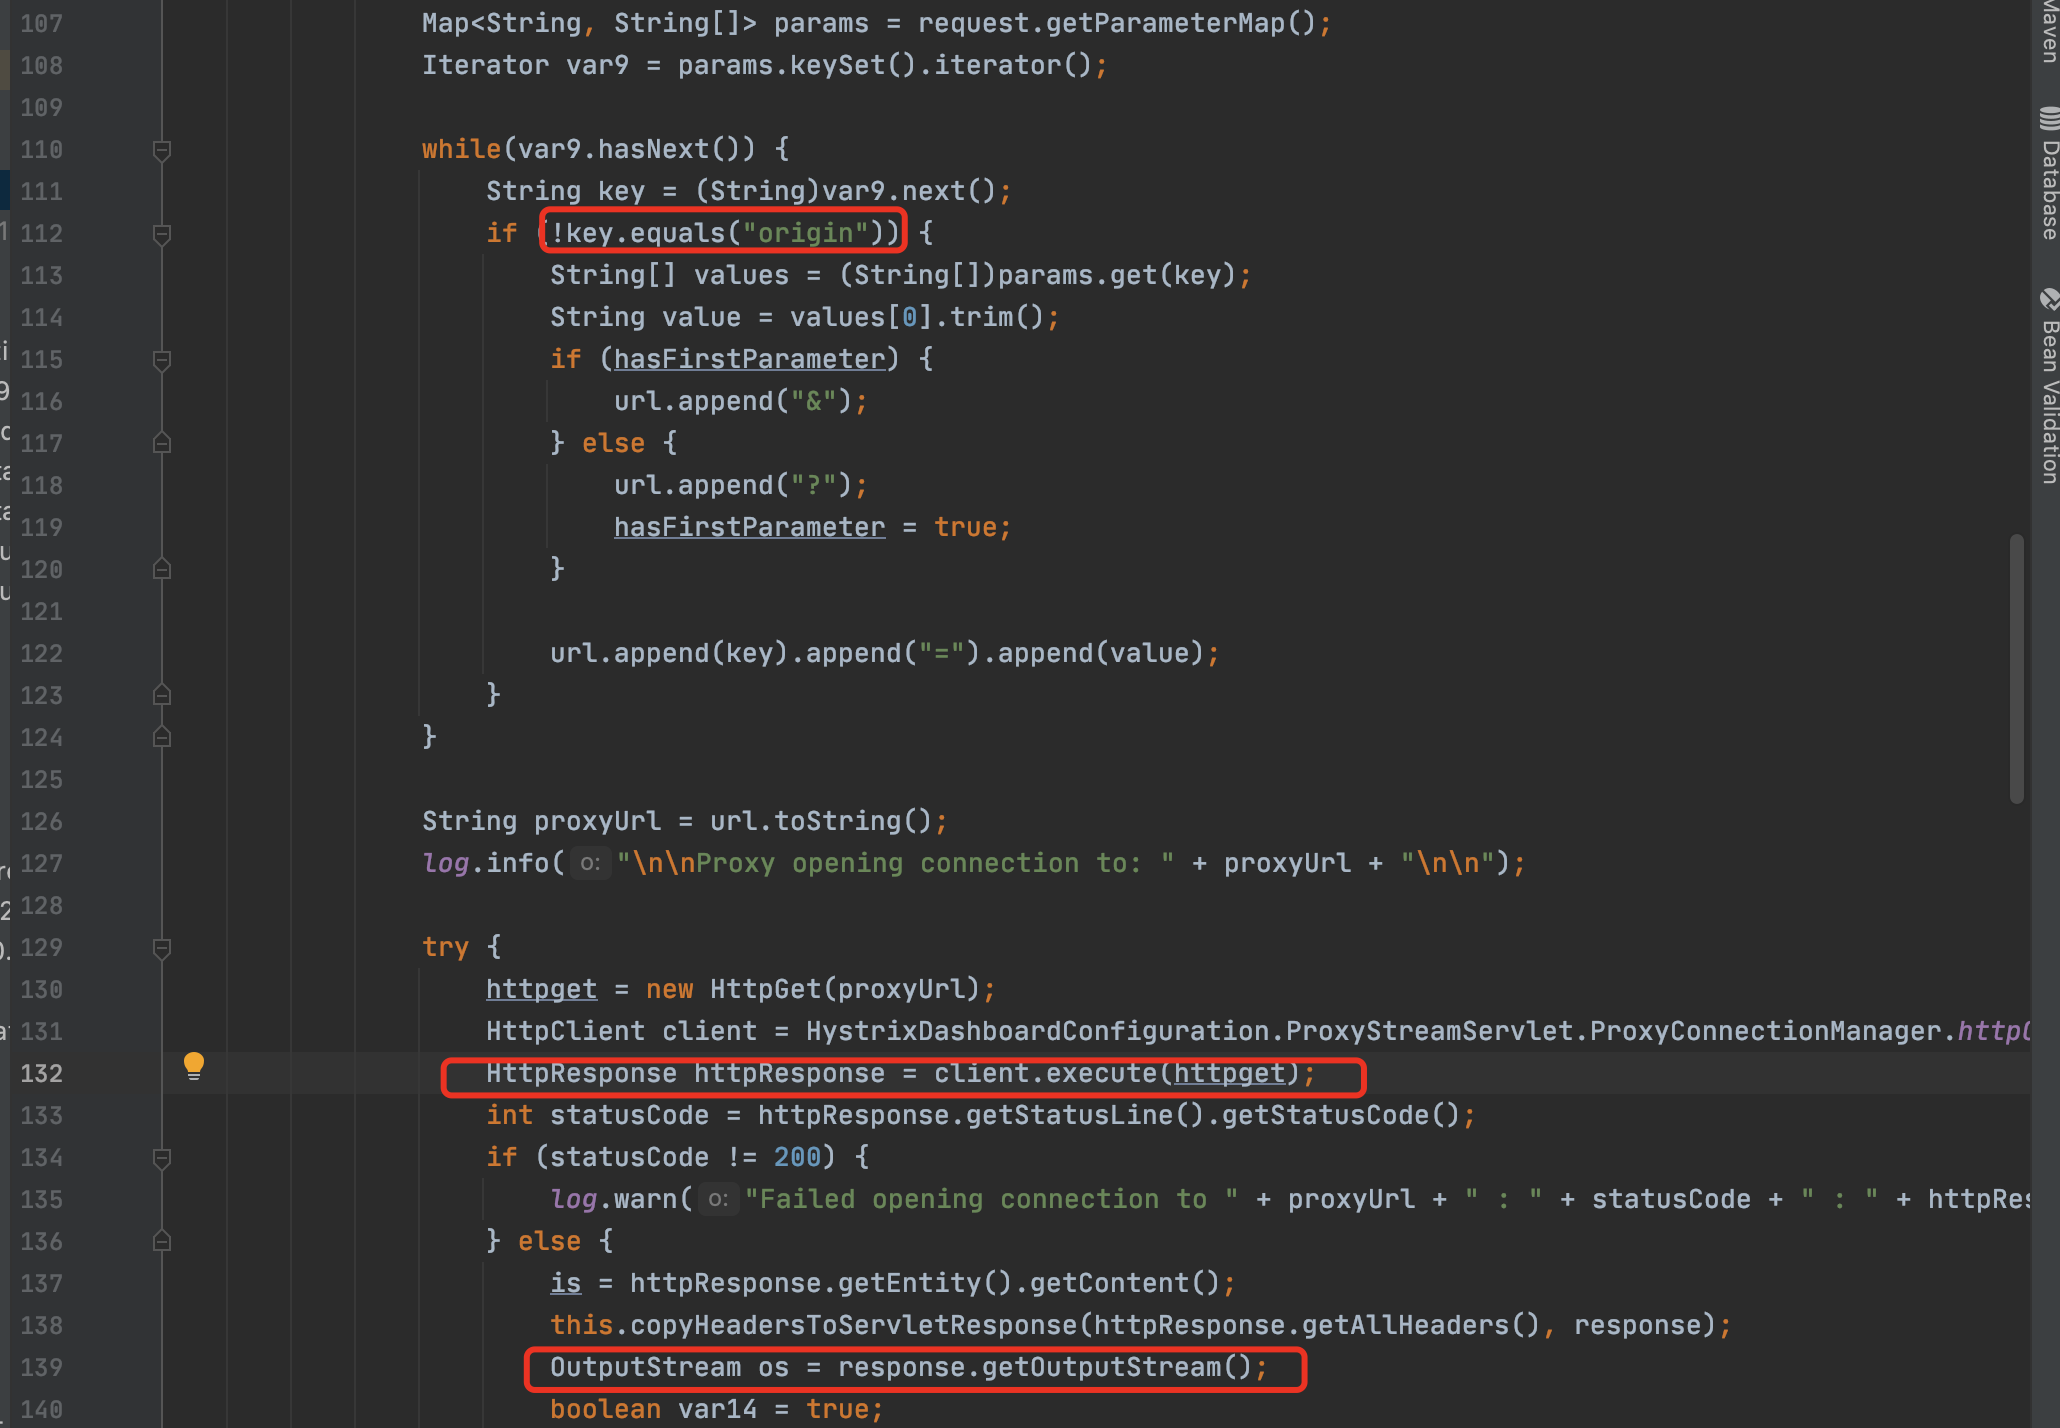 107 Map<String, String[]> params = request.getParameterMap();
108 Iterator var9 = params.keySet().iterator();
109
110 while(var9.hasNext()) {
111 String key = (String)var9.next();
112 if (!key.equals("origin")) {
113 String[] values = (String[])params.get(key);
114 String value = values[0].trim();
115 if (hasFirstParameter) {
116 url.append("&");
117 } else {
118 url.append("?");
119 hasFirstParameter = true;
120 }
121
122 url.append(key).append("=").append(value);
123 }
124 }
125
126 String proxyUrl = url.toString();
127 log.info( o: "\n\nProxy opening connection to: " + proxyUrl + "\n\n");
128
129 try {
130 httpget = new HttpGet(proxyUrl);
131 HttpClient client = HystrixDashboardConfiguration.ProxyStreamServlet.ProxyConnectionManager.http
132 HttpResponse httpResponse = client.execute(httpget);
133 int statusCode = httpResponse.getStatusLine().getStatusCode();
134 if (statusCode != 200) {
135 log.warn( o: "Failed opening connection to " + proxyUrl + " : " + statusCode + " : " + httpRes
136 } else {
137 is = httpResponse.getEntity().getContent();
138 this.copyHeadersToServletResponse(httpResponse.getAllHeaders(), response);
139 OutputStream os = response.getOutputStream();
140 boolean var14 = true;
Maven
Database
Bean Validation